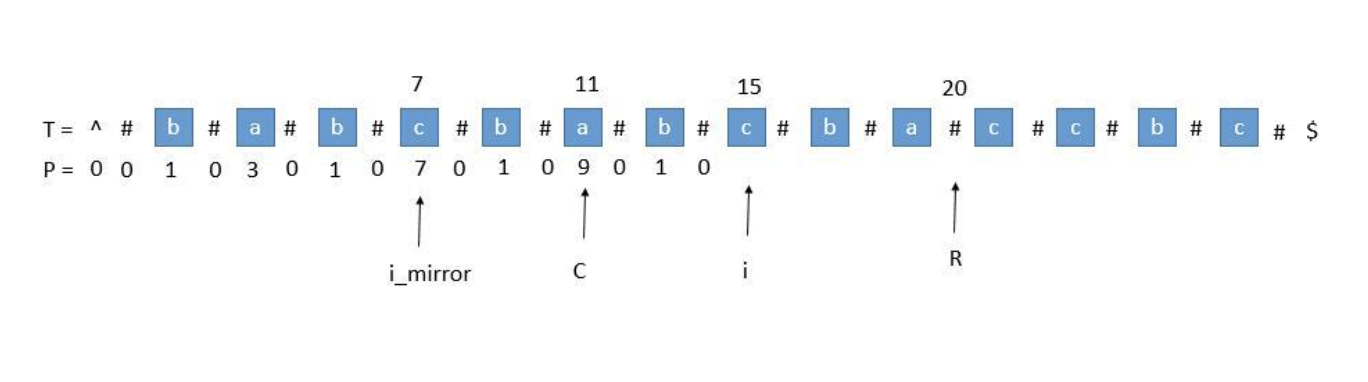 7 11 15 20
T = ^ # b # a # b # c # b # a # b # c # b # a # c # c # b # c # $
P = 0 0 1 0 3 0 1 0 7 0 1 0 9 0 1 0
i_mirror C i R